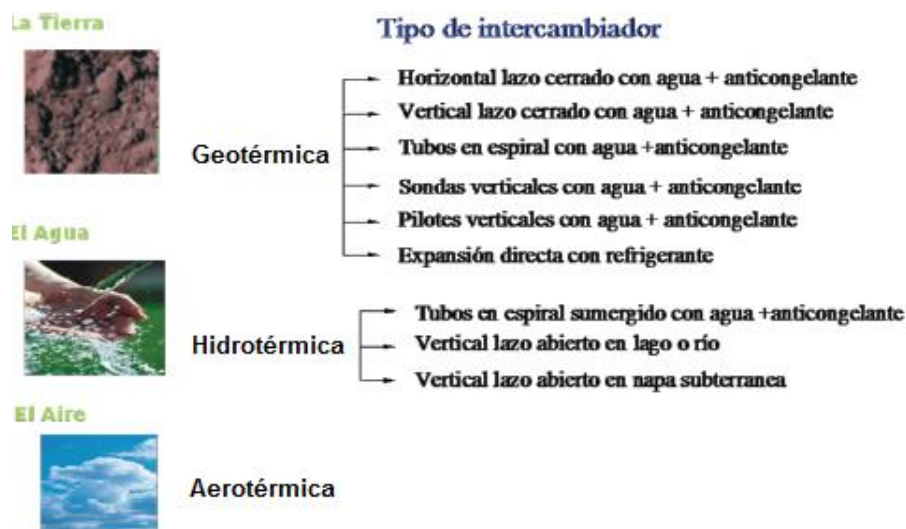 La Tierra
Tipo de intercambiador
Geotérmica
Horizontal lazo cerrado con agua + anticongelante
Vertical lazo cerrado con agua + anticongelante
Tubos en espiral con agua +anticongelante
Sondas verticales con agua + anticongelante
Pilotes verticales con agua + anticongelante
Expansión directa con refrigerante
El Agua
Hidrotérmica
Tubos en espiral sumergido con agua +anticongelante
Vertical lazo abierto en lago o río
Vertical lazo abierto en napa subterranea
El Aire
Aerotérmica